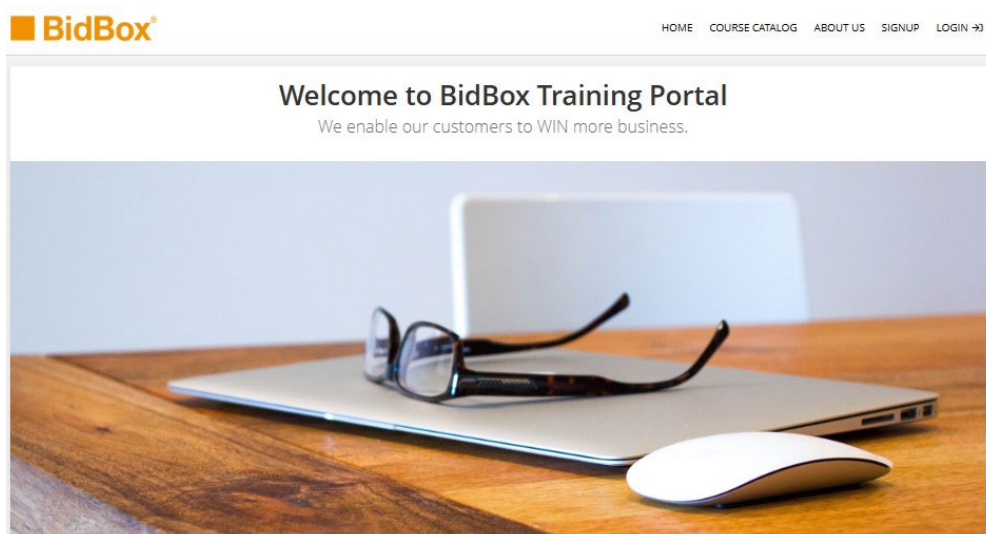 BidBox®
HOME COURSE CATALOG ABOUT US SIGNUP LOGIN
Welcome to BidBox Training Portal
We enable our customers to WIN more business.